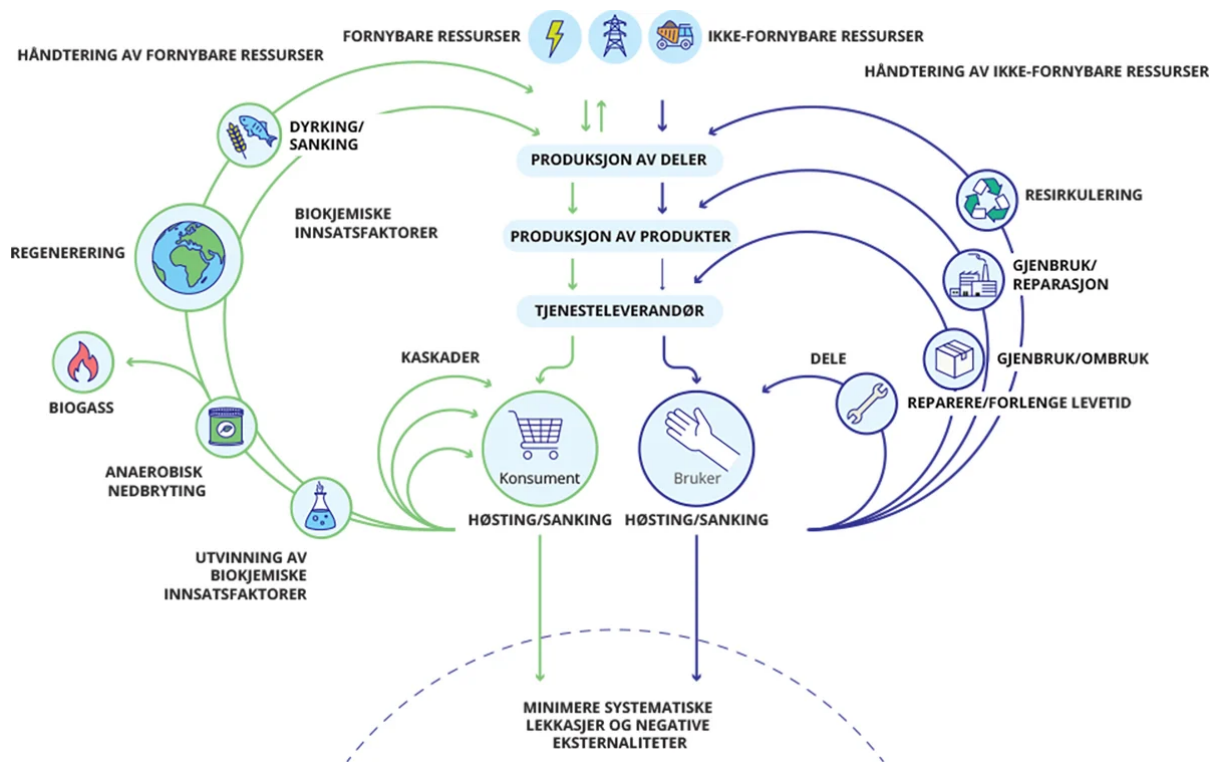 FORNYBARE RESSURSER
IKKE-FORNYBARE RESSURSER
HÅNDTERING AV FORNYBARE RESSURSER
HÅNDTERING AV IKKE-FORNYBARE RESSURSER
DYRKING/
SANKING
PRODUKSJON AV DELER
RESIRKULERING
BIOKJEMISKE
INNSATSFAKTORER
PRODUKSJON AV PRODUKTER
REGENERERING
GJENBRUK/
REPARASJON
TJENESTELEVERANDØR
KASKADER
DELE
GJENBRUK/OMBRUK
BIOGASS
REPARERE/FORLENGE LEVETID
ANAEROBISK
NEDBRYTING
Konsument
Bruker
HØSTING/SANKING
HØSTING/SANKING
UTVINNING AV
BIOKJEMISKE
INNSATSFAKTORER
MINIMERE SYSTEMATISKE
LEKKASJER OG NEGATIVE
EKSTERNALITETER